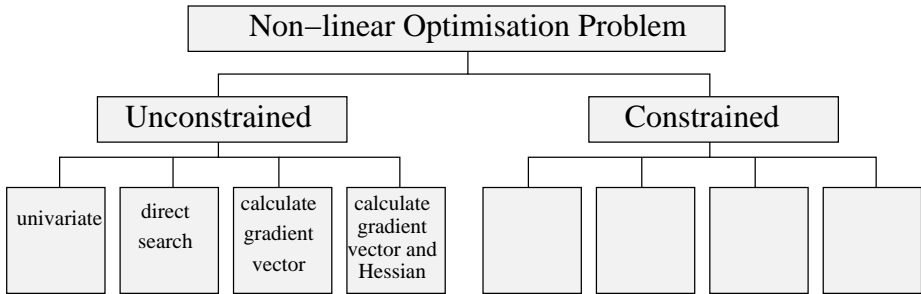 Non−linear Optimisation Problem
Unconstrained
Constrained
univariate
direct
search
calculate
gradient
vector
calculate
gradient
vector and
Hessian